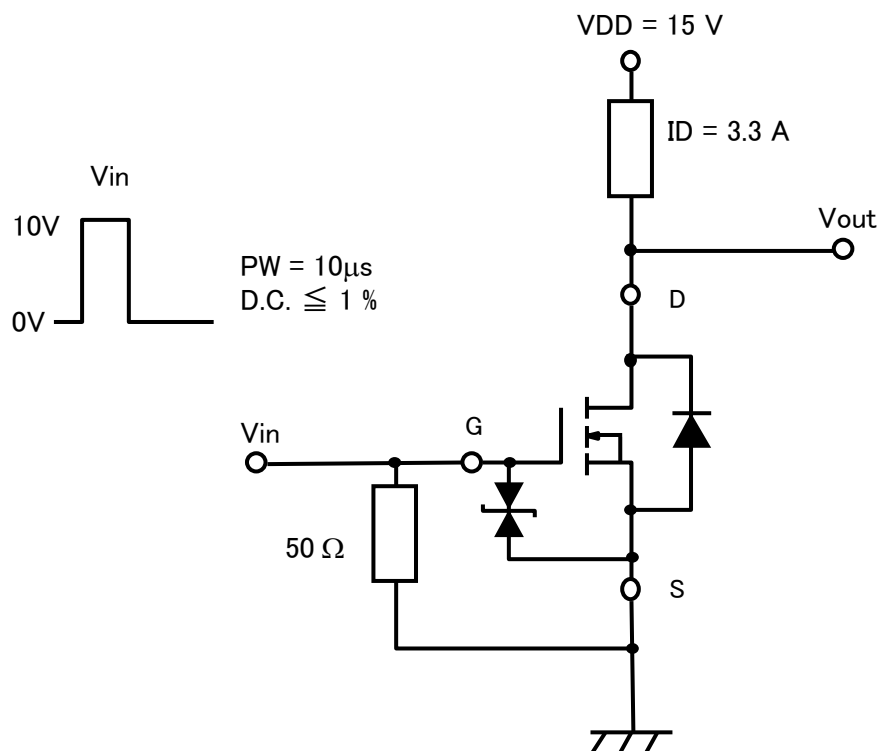 VDD = 15 V
ID = 3.3 A
Vin
10V
0V
PW = 10μs
D.C. ≦ 1 %
Vout
D
Vin
G
50 Ω
S